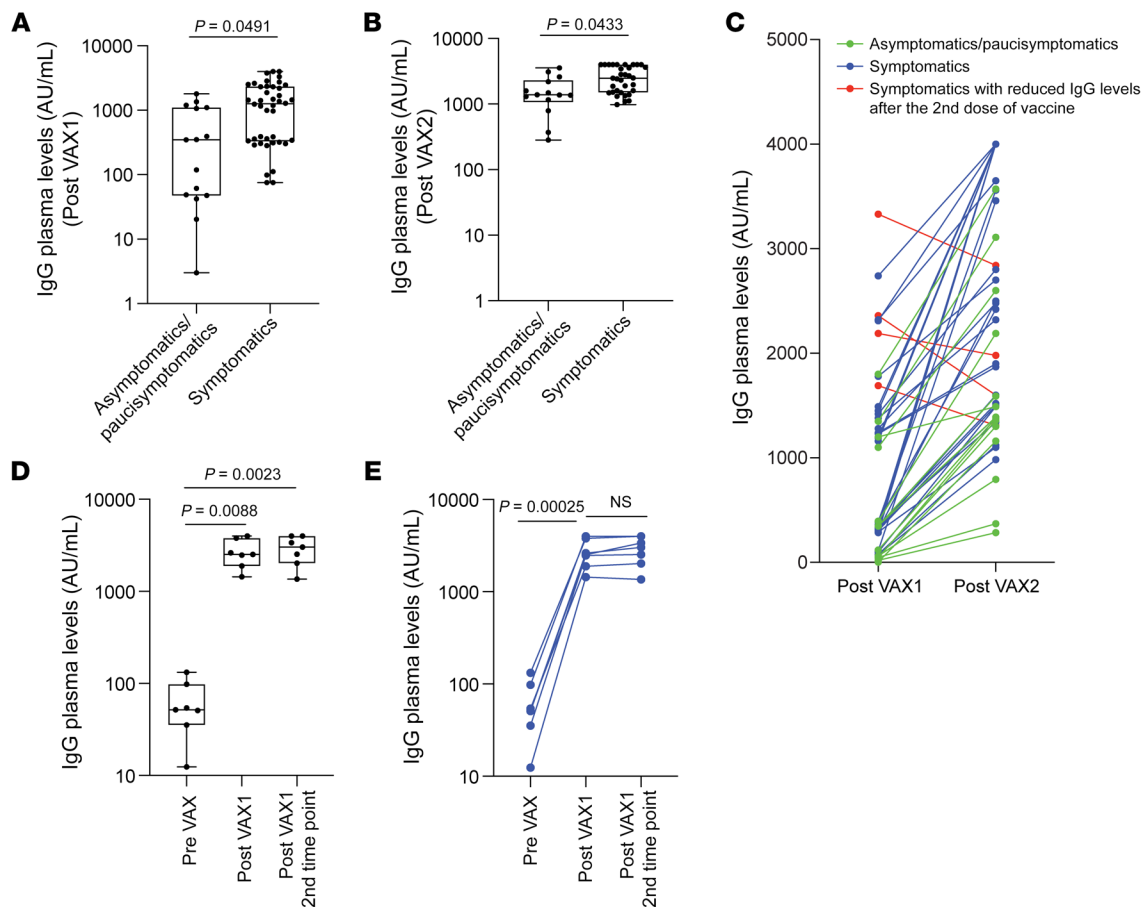 A
P = 0.0491
IgG plasma levels (AU/mL)
(Post VAX1)
10000
1000
100
10
1
Asymptomatics/
paucisymptomatics
Symptomatics
B
P = 0.0433
IgG plasma levels (AU/mL)
(Post VAX2)
10000
1000
100
10
1
Asymptomatics/
paucisymptomatics
Symptomatics
C
Asymptomatics/paucisymptomatics
Symptomatics
Symptomatics with reduced IgG levels
after the 2nd dose of vaccine
IgG plasma levels (AU/mL)
5000
4000
3000
2000
1000
0
Post VAX1
Post VAX2
D
P = 0.0023
P = 0.0088
IgG plasma levels (AU/mL)
10000
1000
100
10
Pre VAX
Post VAX1
Post VAX1
2nd time point
E
P = 0.00025
NS
IgG plasma levels (AU/mL)
10000
1000
100
10
Pre VAX
Post VAX1
Post VAX1
2nd time point